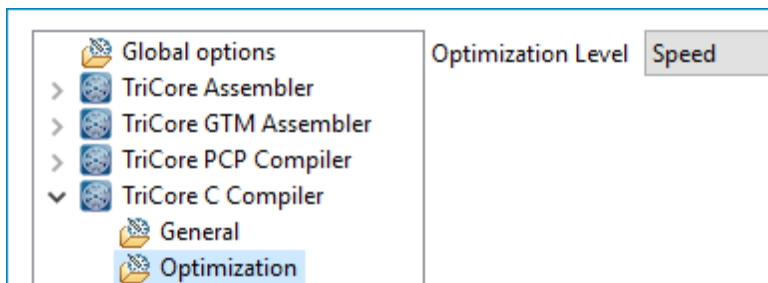 Global options
Optimization Level Speed
TriCore Assembler
TriCore GTM Assembler
TriCore PCP Compiler
TriCore C Compiler
General
Optimization